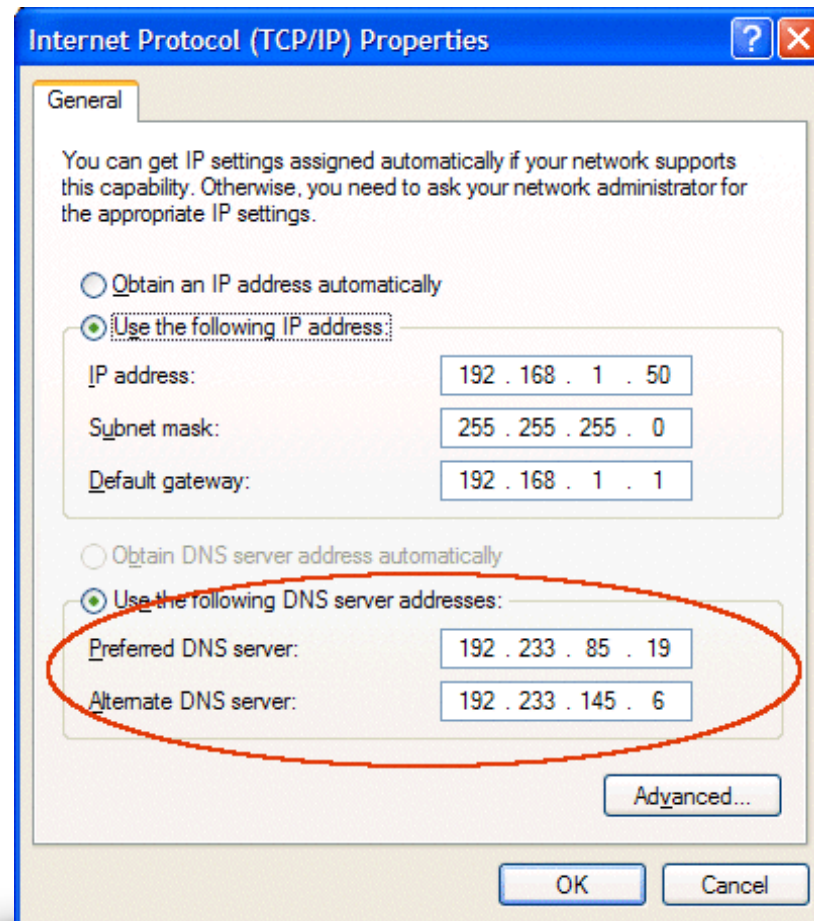 Internet Protocol (TCP/IP) Properties
?
General
You can get IP settings assigned automatically if your network supports
this capability. Otherwise, you need to ask your network administrator for
the appropriate IP settings.
Obtain an IP address automatically
Use the following IP address:
IP address: 192 . 168 . 1 . 50
Subnet mask: 255 . 255 . 255 . 0
Default gateway: 192 . 168 . 1 . 1
Obtain DNS server address automatically
Use the following DNS server addresses:
Preferred DNS server: 192 . 233 . 85 . 19
Alternate DNS server: 192 . 233 . 145 . 6
Advanced...
OK Cancel